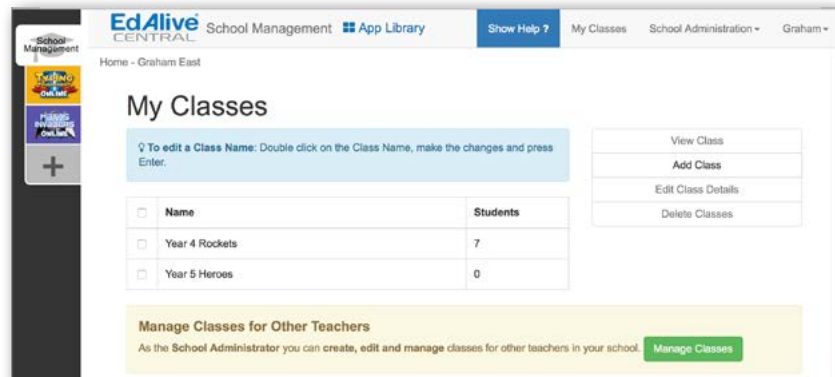 School
Management
EdAlive
CENTRAL
School Management
App Library
Show Help ?
My Classes
School Administration
Graham
TYPING
ONLINE
MATHS
INVADERS
ONLINE
Home - Graham East
My Classes
To edit a Class Name: Double click on the Class Name, make the changes and press
Enter.
View Class
Add Class
Edit Class Details
Delete Classes
Name Students
Year 4 Rockets 7
Year 5 Heroes 0
Manage Classes for Other Teachers
As the School Administrator you can create, edit and manage classes for other teachers in your school. Manage Classes